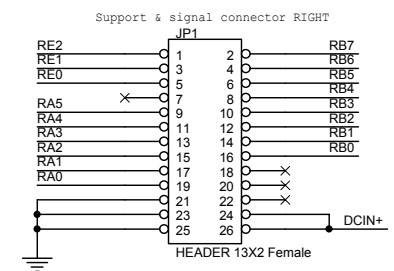 Support & signal connector RIGHT
JP1
RE2 1 2 RB7
RE1 3 4 RB6
RE0 5 6 RB5
7 8 RB4
RA5 9 10 RB3
RA4 11 12 RB2
RA3 13 14 RB1
RA2 15 16 RB0
RA1 17 18
RA0 19 20
21 22
23 24
25 26 DCIN+
HEADER 13X2 Female